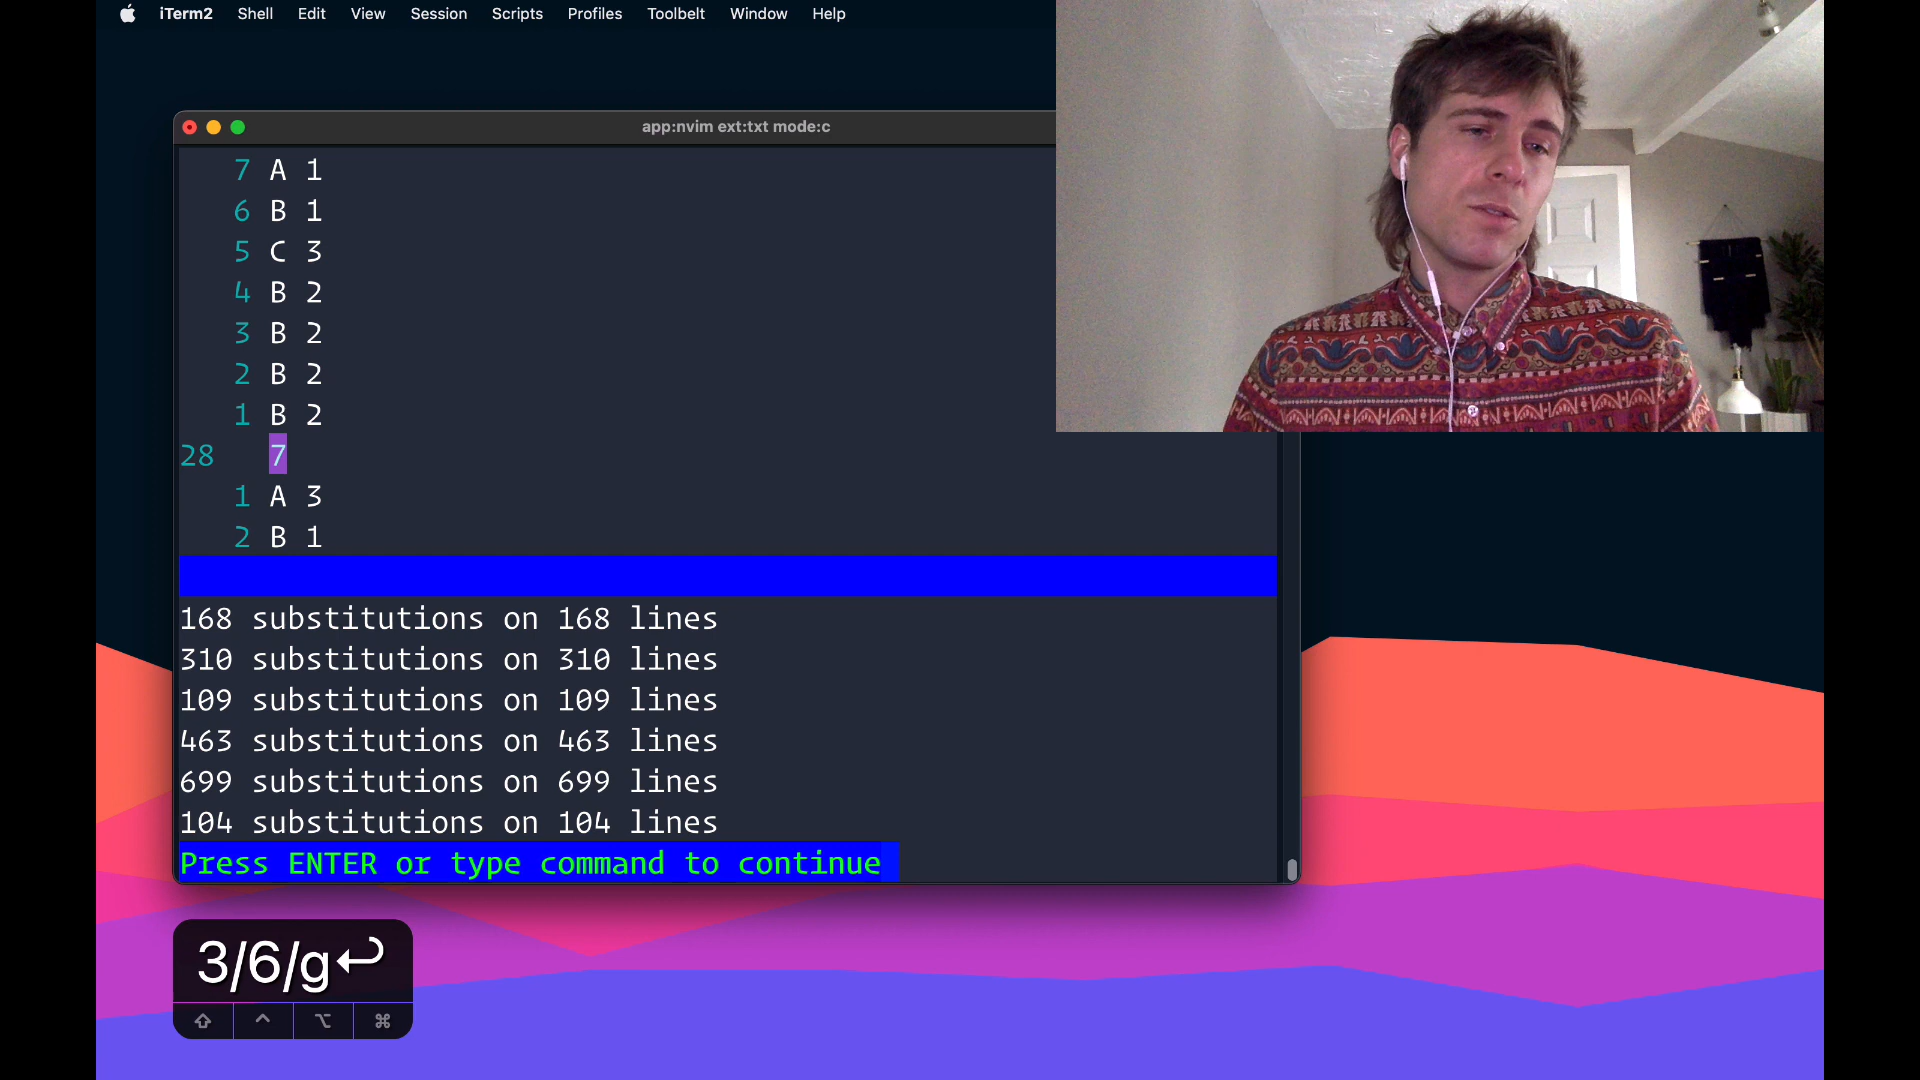 iTerm2 Shell Edit View Session Scripts Profiles Toolbelt Window Help
app:nvim ext:txt mode:c
7 A 1
6 B 1
5 C 3
4 B 2
3 B 2
2 B 2
1 B 2
28 7
1 A 3
2 B 1
168 substitutions on 168 lines
310 substitutions on 310 lines
109 substitutions on 109 lines
463 substitutions on 463 lines
699 substitutions on 699 lines
104 substitutions on 104 lines
Press ENTER or type command to continue
3/6/g↩
⇧ ^ ⌥ ⌘